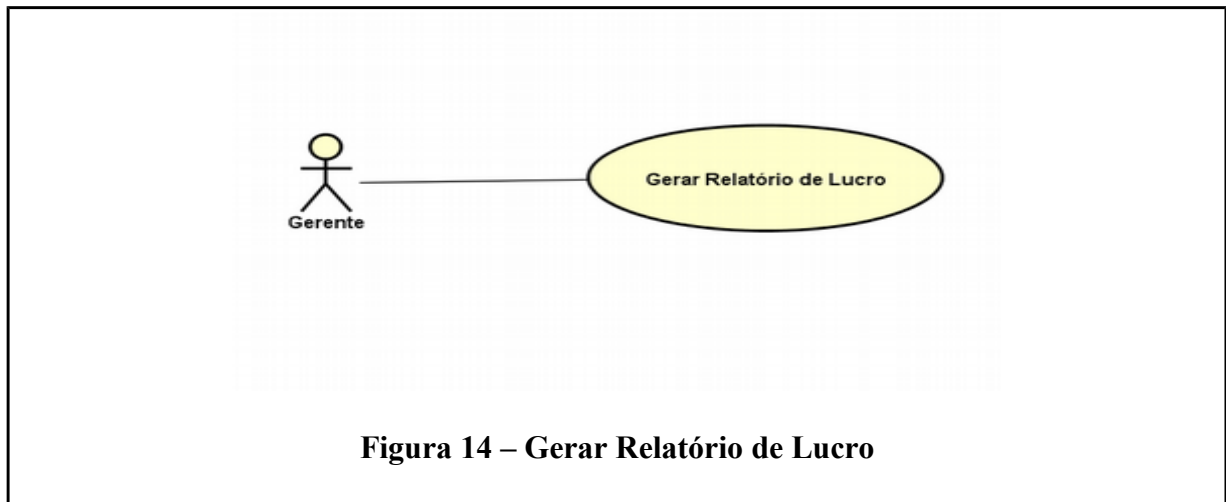 Gerar Relatório de Lucro
Gerente
Figura 14 – Gerar Relatório de Lucro